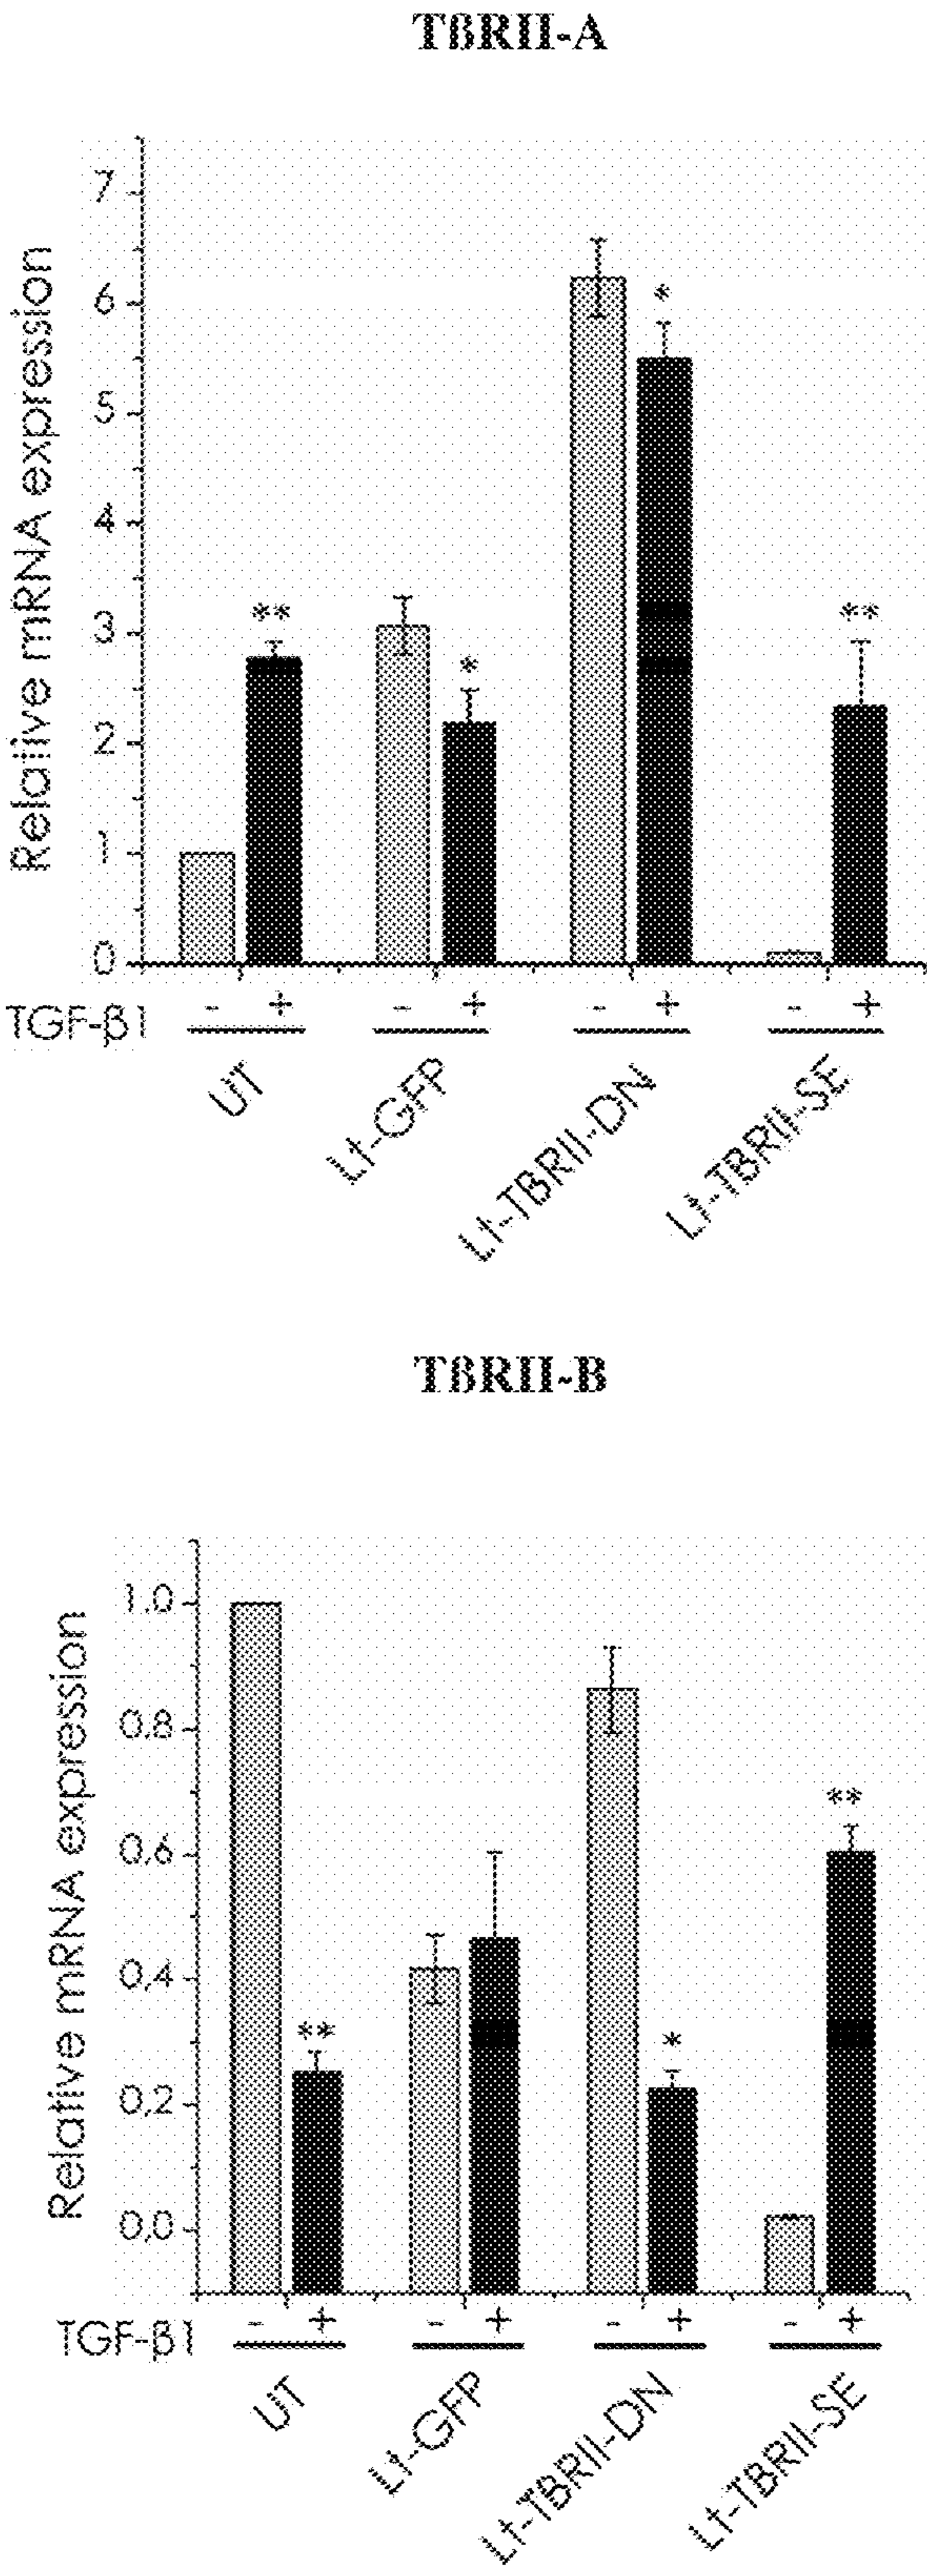 TßRII-A
Relative mRNA expression
7
6
5
4
3
2
1
0
** * * **
TGF-β1 - + - + - + - +
UT Lt-GFP Lt-TBRII-DN Lt-TBRII-SE
TßRII-B
Relative mRNA expression
1,0
0,8
0,6
0,4
0,2
0,0
** * **
TGF-β1 - + - + - + - +
UT Lt-GFP Lt-TBRII-DN Lt-TBRII-SE